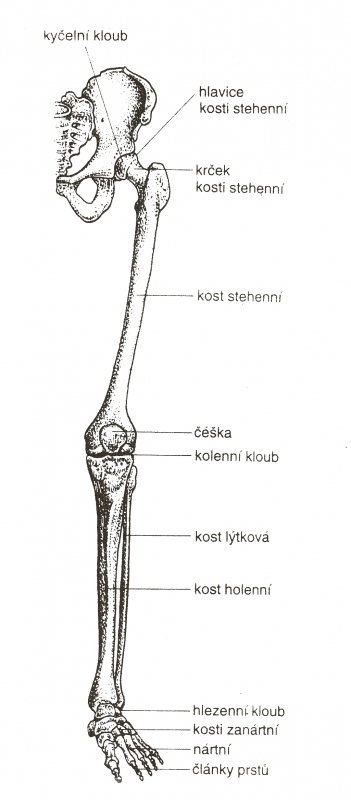 kyčelní kloub
hlavice
kosti stehenní
krček
kosti stehenní
kost stehenní
čéška
kolenní kloub
kost lýtková
kost holenní
hlezenní kloub
kosti zanártní
nártní
články prstů